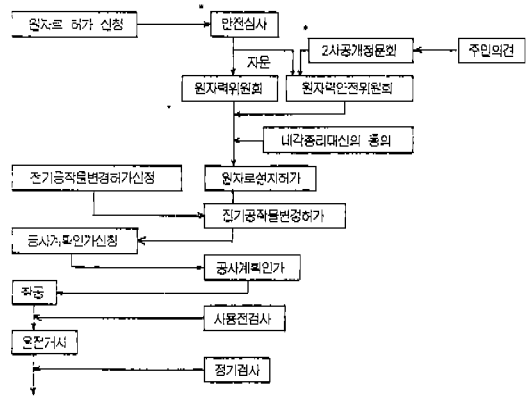 원자로 허가 신청
*
안전심사
*
2차공개청문회
주민의견
자문
원자력위원회
원자력안전위원회
내각총리대신의 동의
전기공작물변경허가신청
원자로설치허가
전기공작물변경허가
공사계획인가신청
공사계획인가
착공
사용전검사
운전개시
정기검사